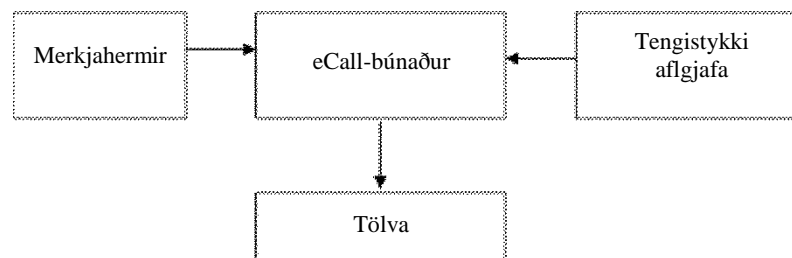 Merkjahermir
eCall-búnaður
Tengistykki
aflgjafa
Tölva